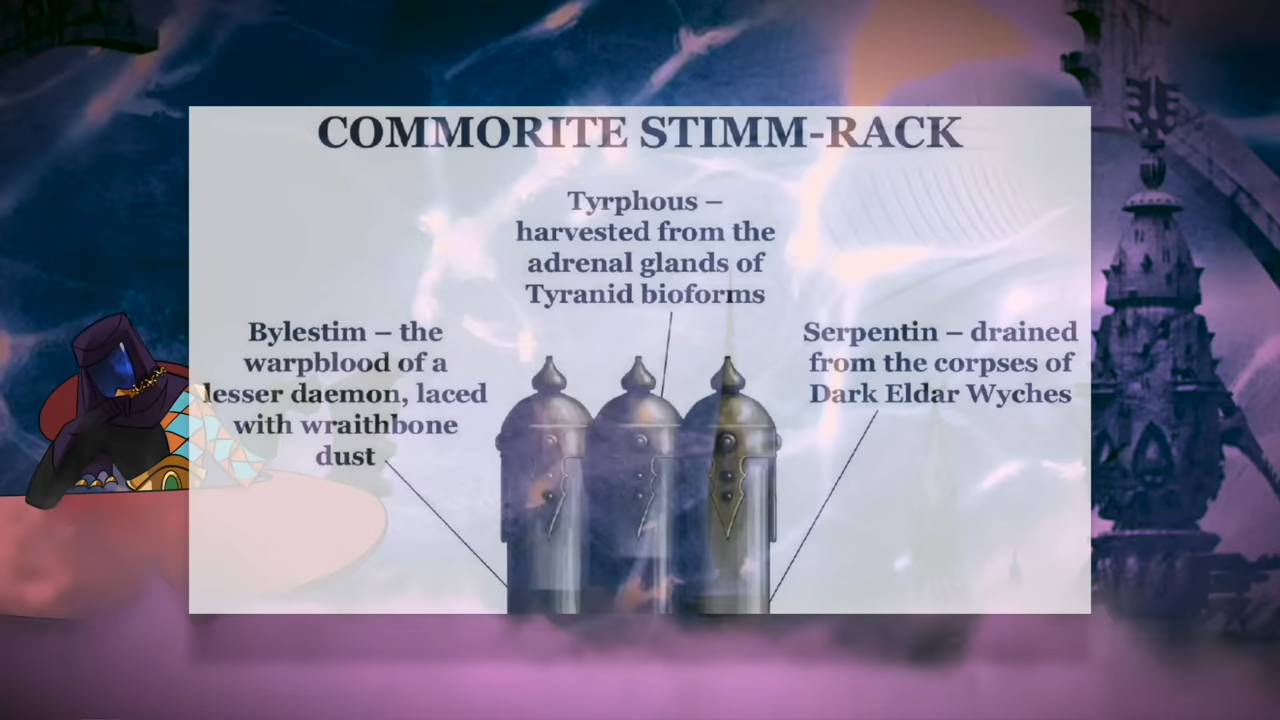 COMMORITE STIMM-RACK
Tyrphous –
harvested from the
adrenal glands of
Tyranid bioforms
Bylestim – the
warpblood of a
lesser daemon, laced
with wraithbone
dust
Serpentin – drained
from the corpses of
Dark Eldar Wyches